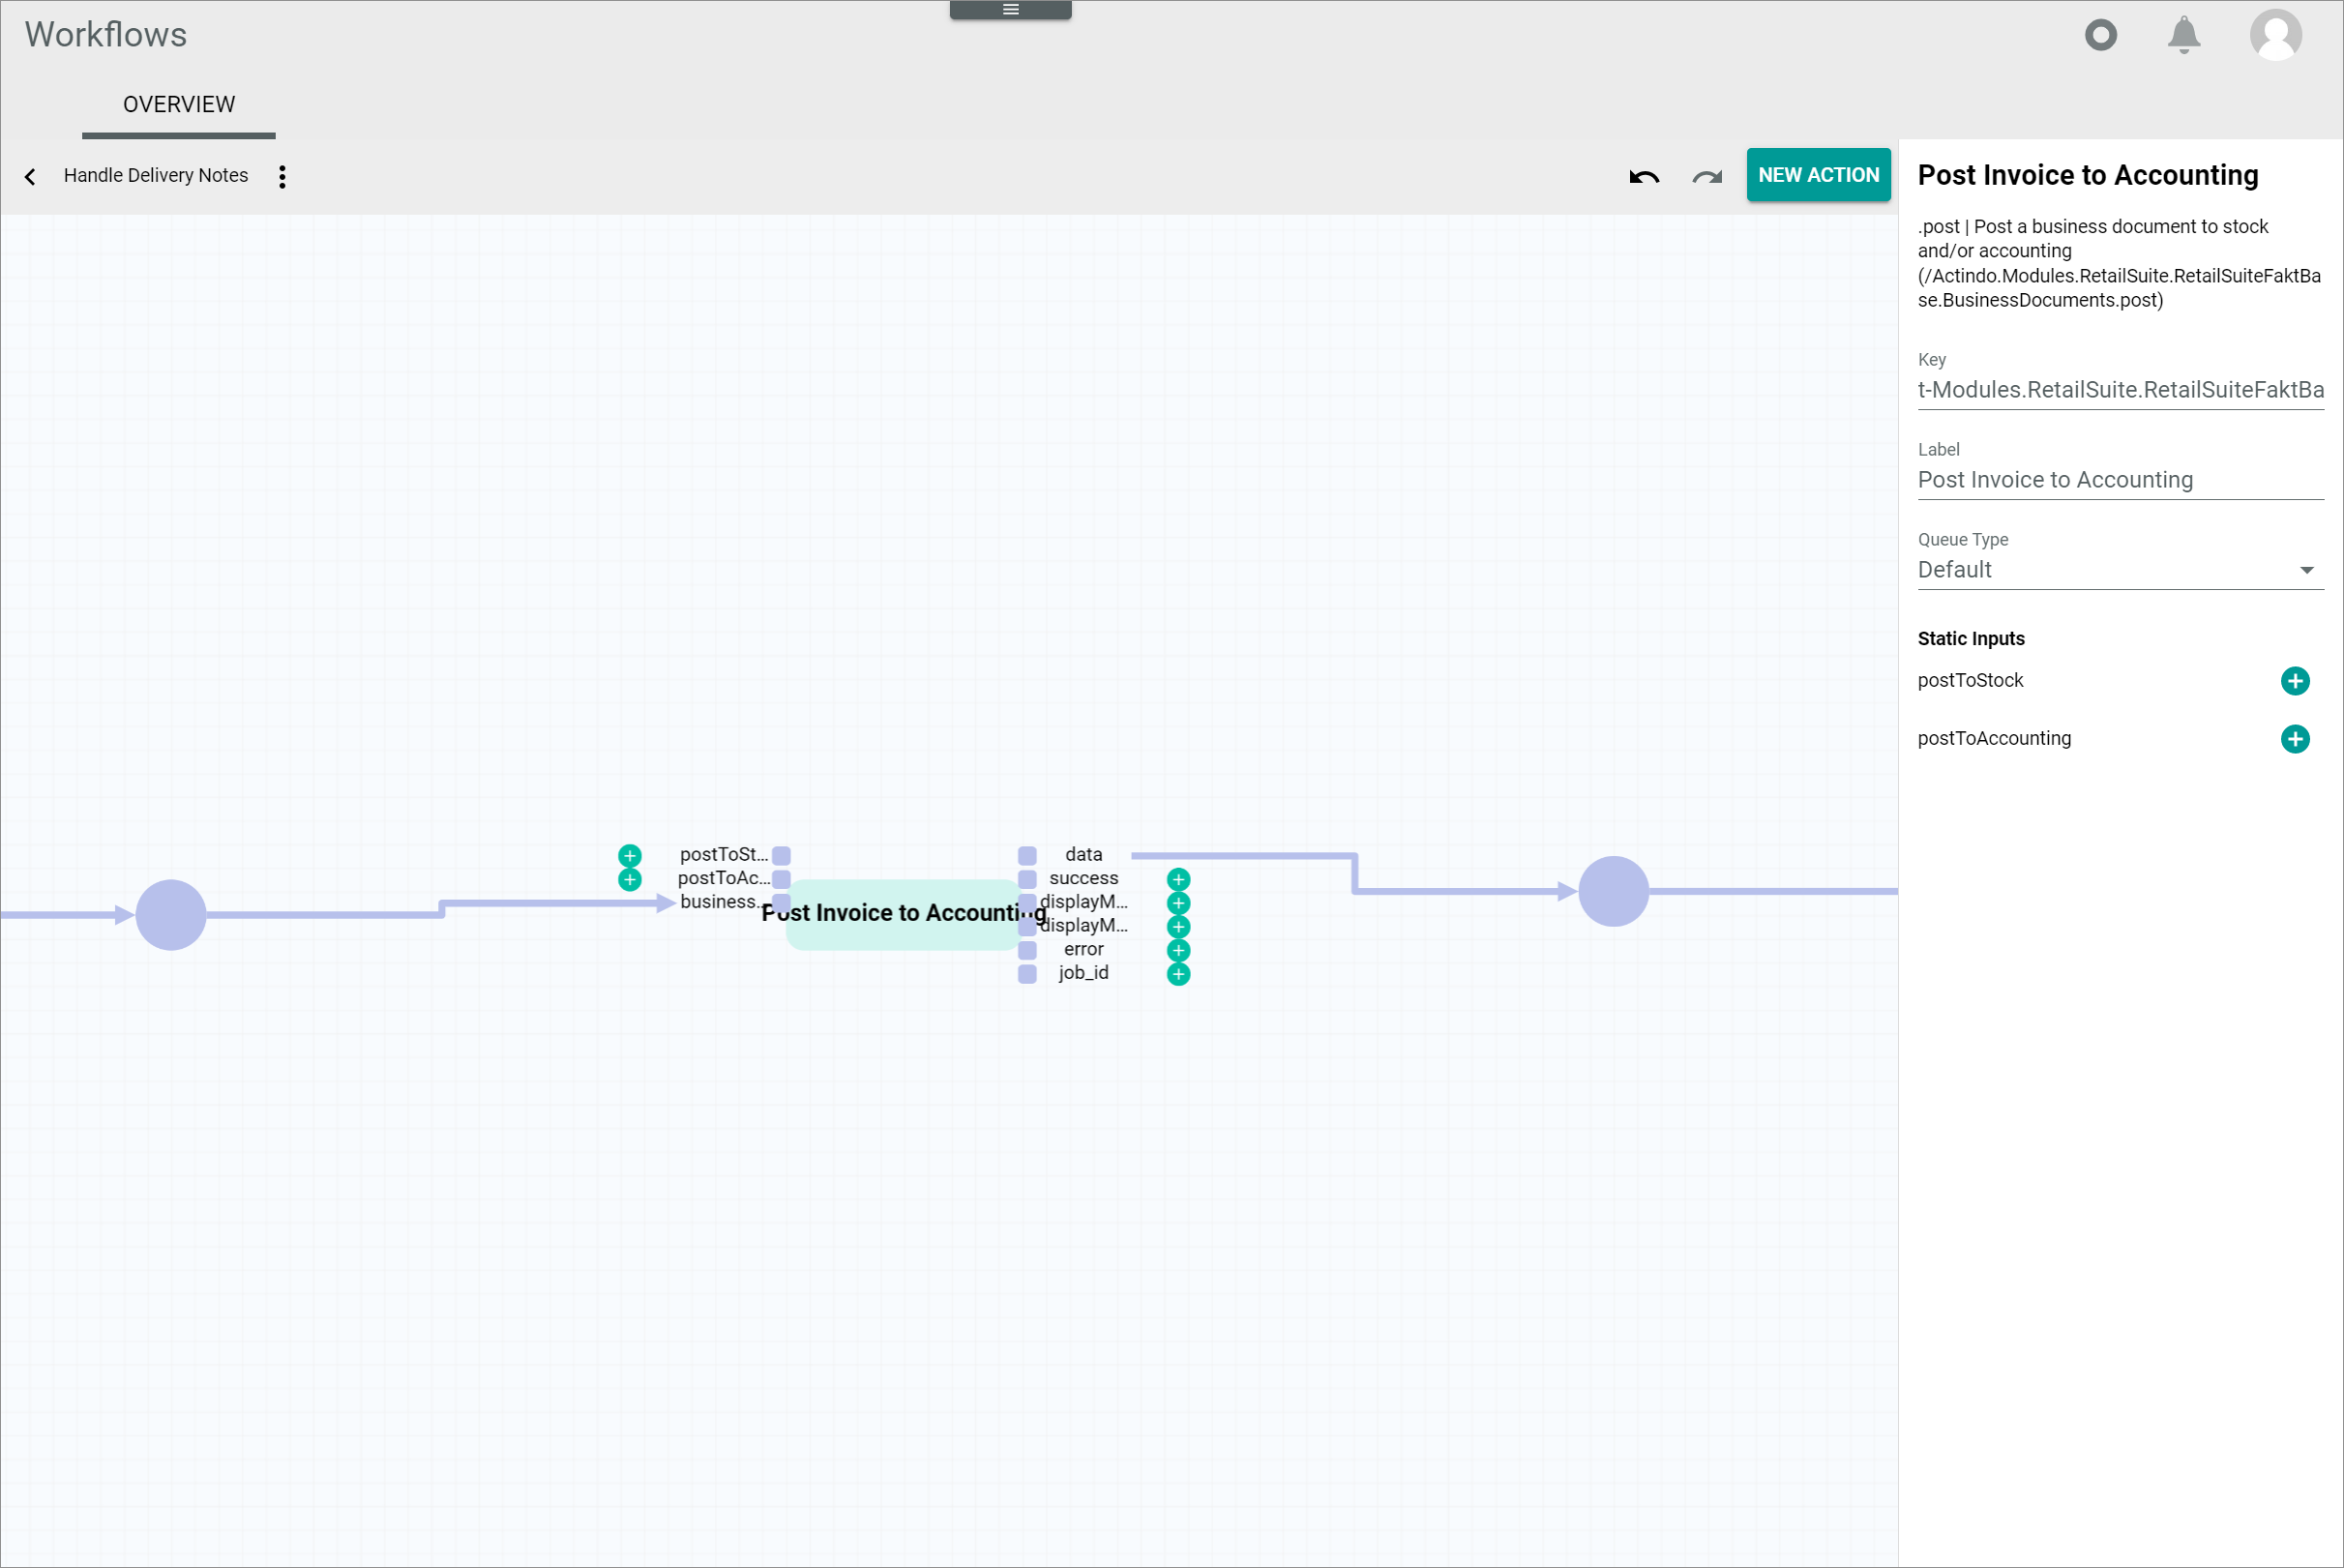 Workflows
OVERVIEW
Handle Delivery Notes
NEW ACTION
Post Invoice to Accounting
.post | Post a business document to stock
and/or accounting
(/Actindo.Modules.RetailSuite.RetailSuiteFaktBa
se.BusinessDocuments.post)
Key
t-Modules.RetailSuite.RetailSuiteFaktBa
Label
Post Invoice to Accounting
Queue Type
Default
Static Inputs
postToStock
postToAccounting
postToSt...
postToAc...
business...
Post Invoice to Accounting
data
success
displayM...
displayM...
error
job_id